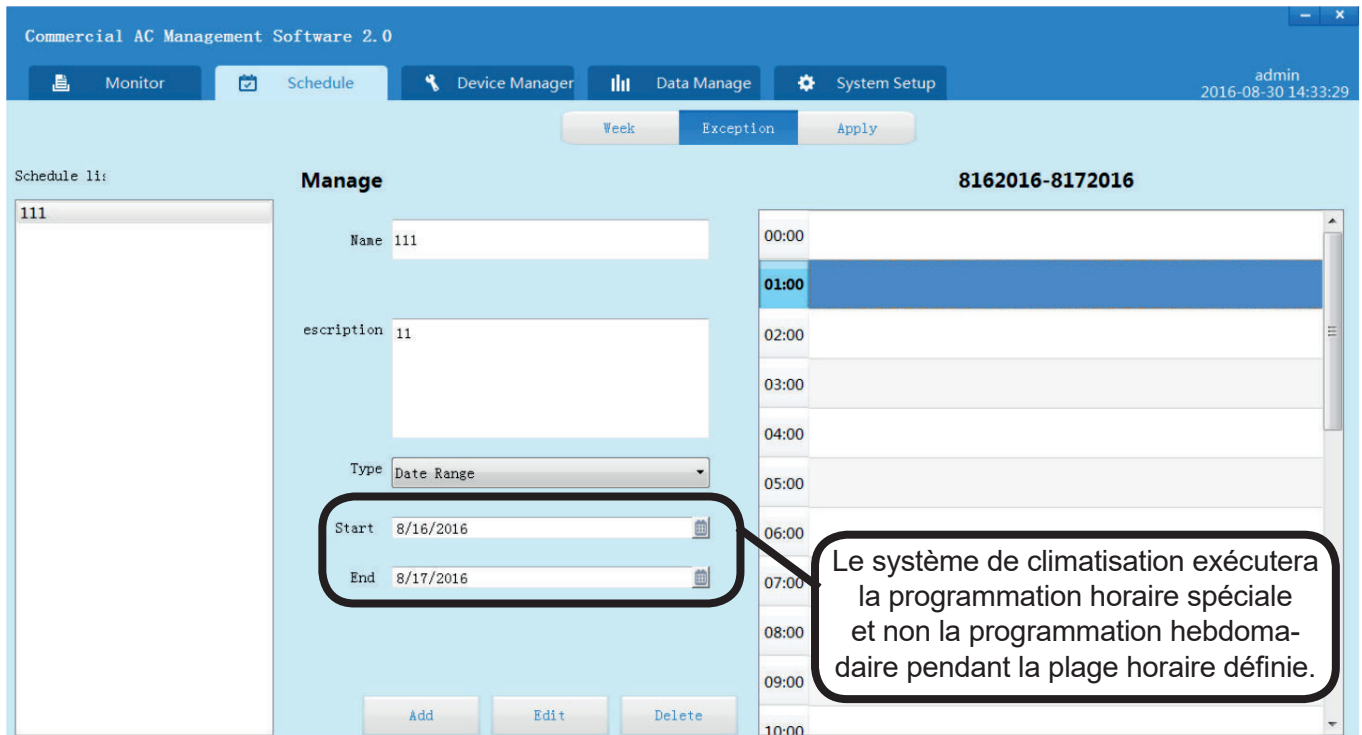 Commercial AC Management Software 2.0
Monitor
Schedule
Device Manager
Data Manage
System Setup
admin
2016-08-30 14:33:29
Week
Exception
Apply
Schedule lis
111
Manage
Name
111
escription
11
Type
Date Range
Start
8/16/2016
End
8/17/2016
Add
Edit
Delete
8162016-8172016
00:00
01:00
02:00
03:00
04:00
05:00
06:00
07:00
08:00
09:00
10:00
Le système de climatisation exécutera
la programmation horaire spéciale
et non la programmation hebdoma-
daire pendant la plage horaire définie.